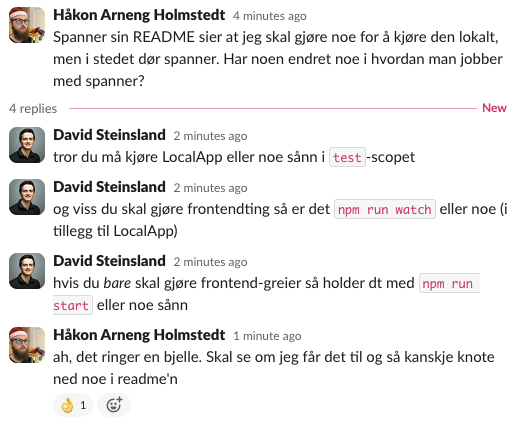 Håkon Arneng Holmstedt 4 minutes ago
Spanner sin README sier at jeg skal gjøre noe for å kjøre den lokalt,
men i stedet dør spanner. Har noen endret noe i hvordan man jobber
med spanner?
4 replies New
David Steinsland 2 minutes ago
tror du må kjøre LocalApp eller noe sånn i test-scopet
David Steinsland 2 minutes ago
og viss du skal gjøre frontendting så er det npm run watch eller noe (i
tillegg til LocalApp)
David Steinsland 2 minutes ago
hvis du bare skal gjøre frontend-greier så holder dt med npm run
start eller noe sånn
Håkon Arneng Holmstedt 1 minute ago
ah, det ringer en bjelle. Skal se om jeg får det til og så kanskje knote
ned noe i readme'n
👌 1